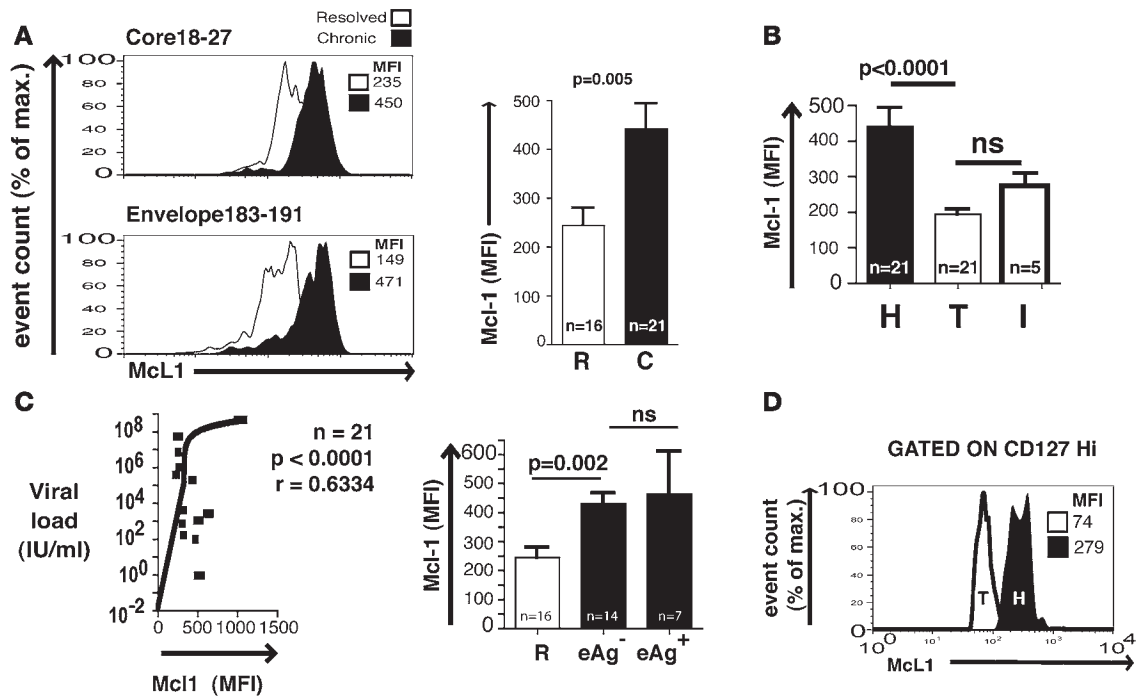 A
Resolved
Chronic
Core18-27
100
80
60
40
20
0
MFI
235
450
event count (% of max.)
Envelope183-191
100
80
60
40
20
0
MFI
149
471
McL1
p=0.005
500
400
300
200
100
0
Mcl-1 (MFI)
n=16
n=21
R
C
B
p<0.0001
ns
500
400
300
200
100
0
Mcl-1 (MFI)
n=21
n=21
n=5
H
T
I
C
Viral
load
(IU/ml)
10^8
10^6
10^4
10^2
10^0
10^-2
n = 21
p < 0.0001
r = 0.6334
0
500
1000
1500
Mcl1 (MFI)
ns
p=0.002
600
500
400
300
200
100
0
Mcl-1 (MFI)
n=16
n=14
n=7
R
eAg^-
eAg^+
D
GATED ON CD127 Hi
100
80
60
40
20
0
event count
(% of max.)
MFI
74
279
T
H
10^0
10^1
10^2
10^3
10^4
McL1